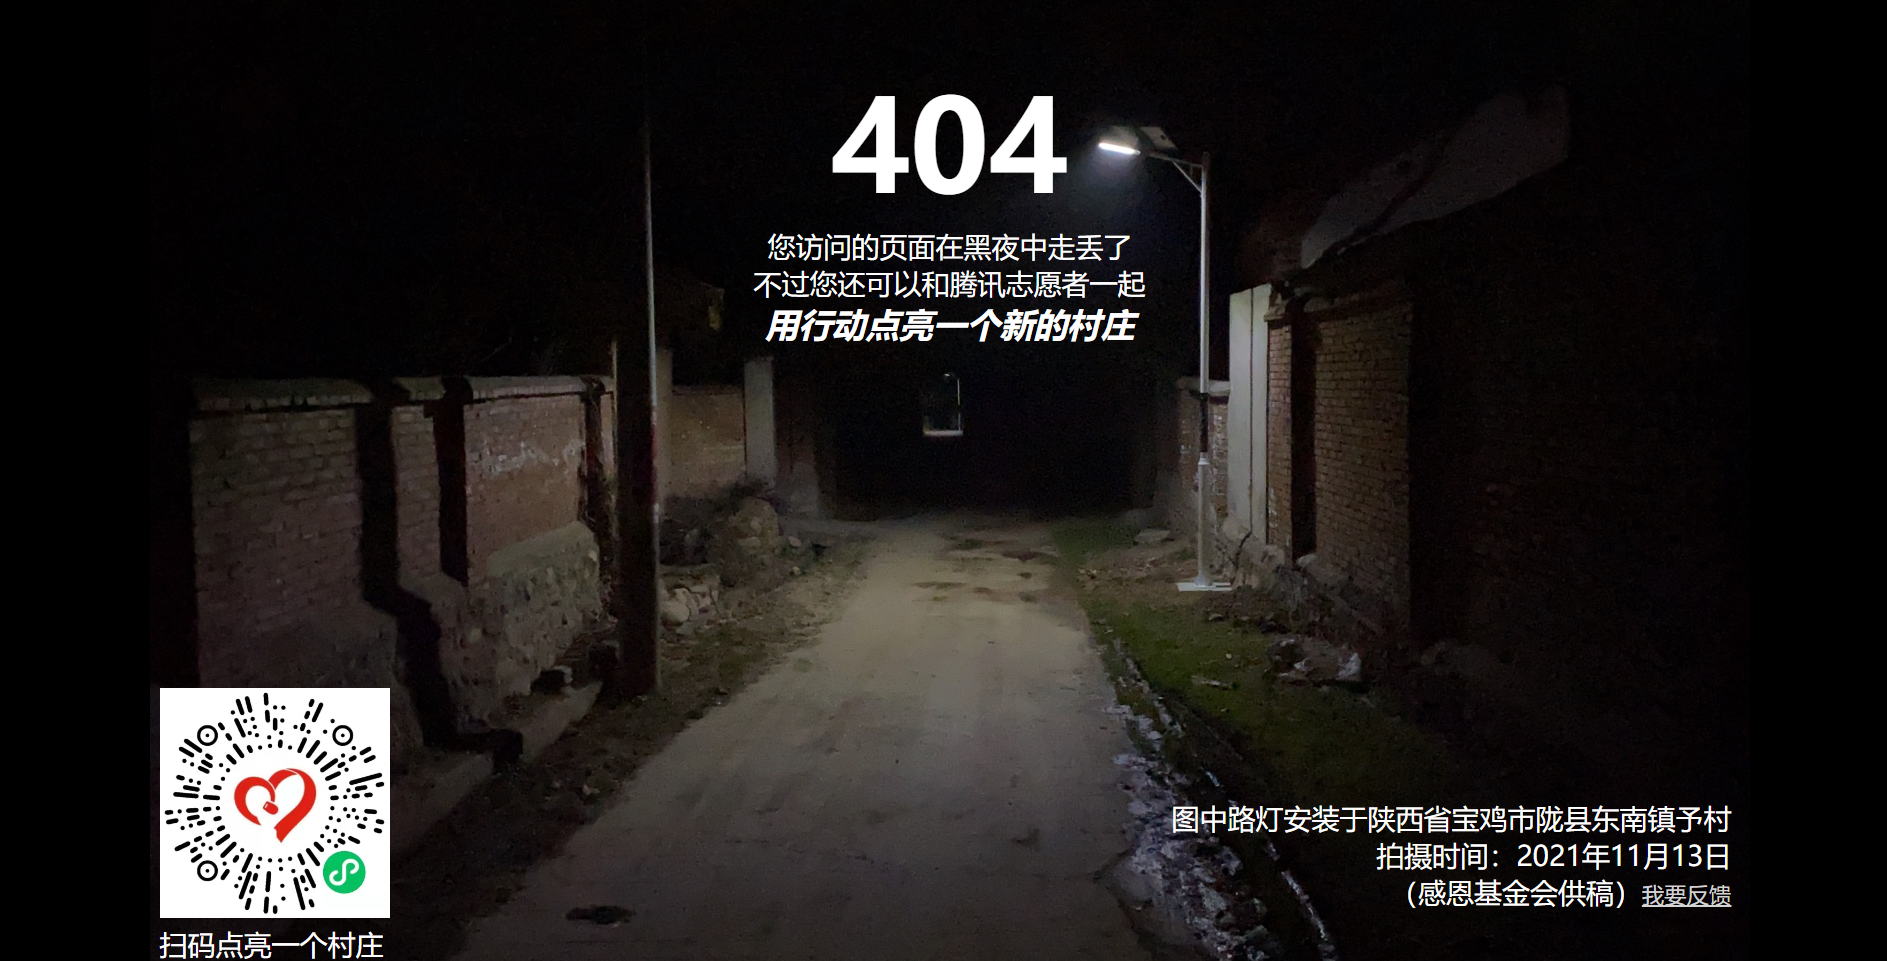 404
您访问的页面在黑夜中走丢了
不过您还可以和腾讯志愿者一起
用行动点亮一个新的村庄
图中路灯安装于陕西省宝鸡市陇县东南镇予村
拍摄时间：2021年11月13日
（感恩基金会供稿）我要反馈
扫码点亮一个村庄